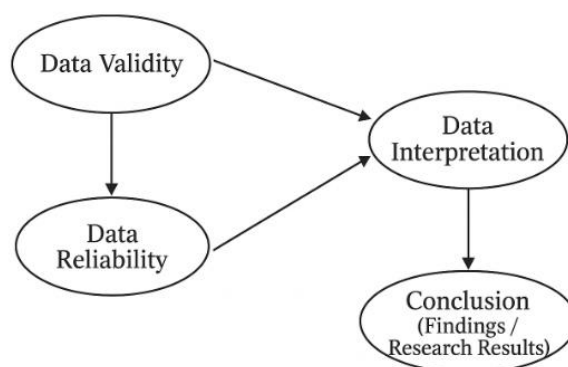 Data Validity
Data
Reliability
Data
Interpretation
Conclusion
(Findings /
Research Results)